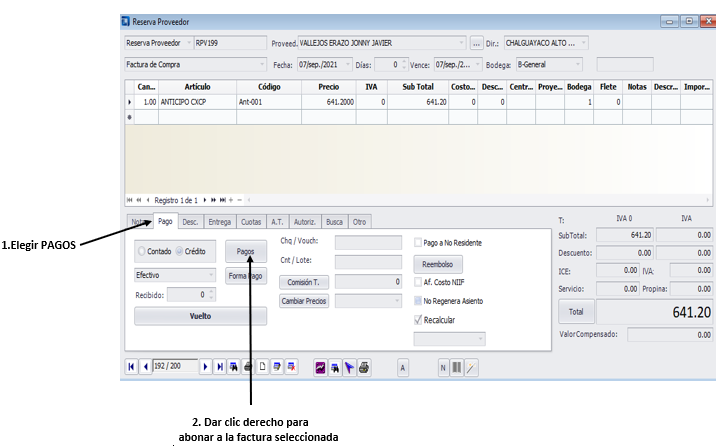 Reserva Proveedor
Reserva Proveedor RPV199 Proveed. VALLEJOS ERAZO JONNY JAVIER ... Dir.: CHALGUAYACO ALTO ...
Factura de Compra Fecha: 07/sep./2021 Días: 0 Vence: 07/sep./2... Bodega: B-General
Can... Artículo Código Precio IVA Sub Total Costo... Desc... Centr... Proye... Bodega Flete Notas Descr... Impor...
1.00 ANTICIPO CXCP Ant-001 641.2000 0 641.20 0 0 1 0
Registro 1 de 1
Nota Pago Desc. Entrega Cuotas A.T. Autoriz. Busca Otro
T: IVA 0 IVA
1.Elegir PAGOS
Contado Crédito Pagos Chq / Vouch: Pago a No Residente
SubTotal: 641.20 0.00
Cnt / Lote: Reembolso
Descuento: 0.00 0.00
Efectivo Forma Pago Comisión T. 0 Af. Costo NIIF
ICE: 0.00 IVA: 0.00
Recibido: 0 Cambiar Precios No Regenera Asiento
Servicio: 0.00 Propina: 0.00
Vuelto Recalcular
Total 641.20
ValorCompensado: 0.00
192 / 200 A N
2. Dar clic derecho para
abonar a la factura seleccionada